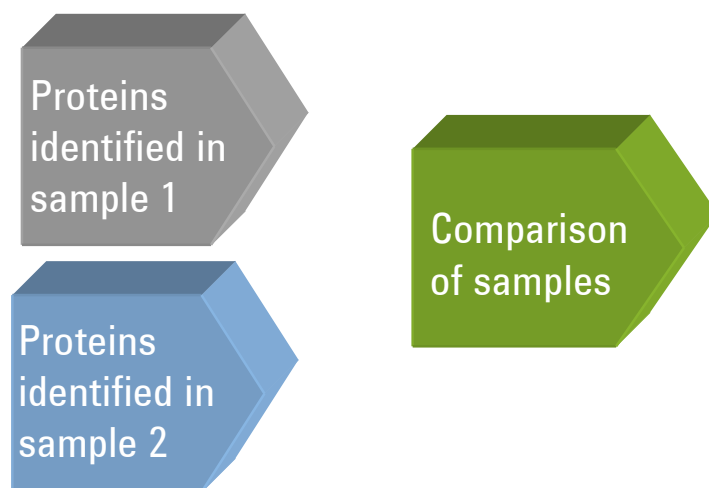 Proteins
identified in
sample 1
Proteins
identified in
sample 2
Comparison
of samples